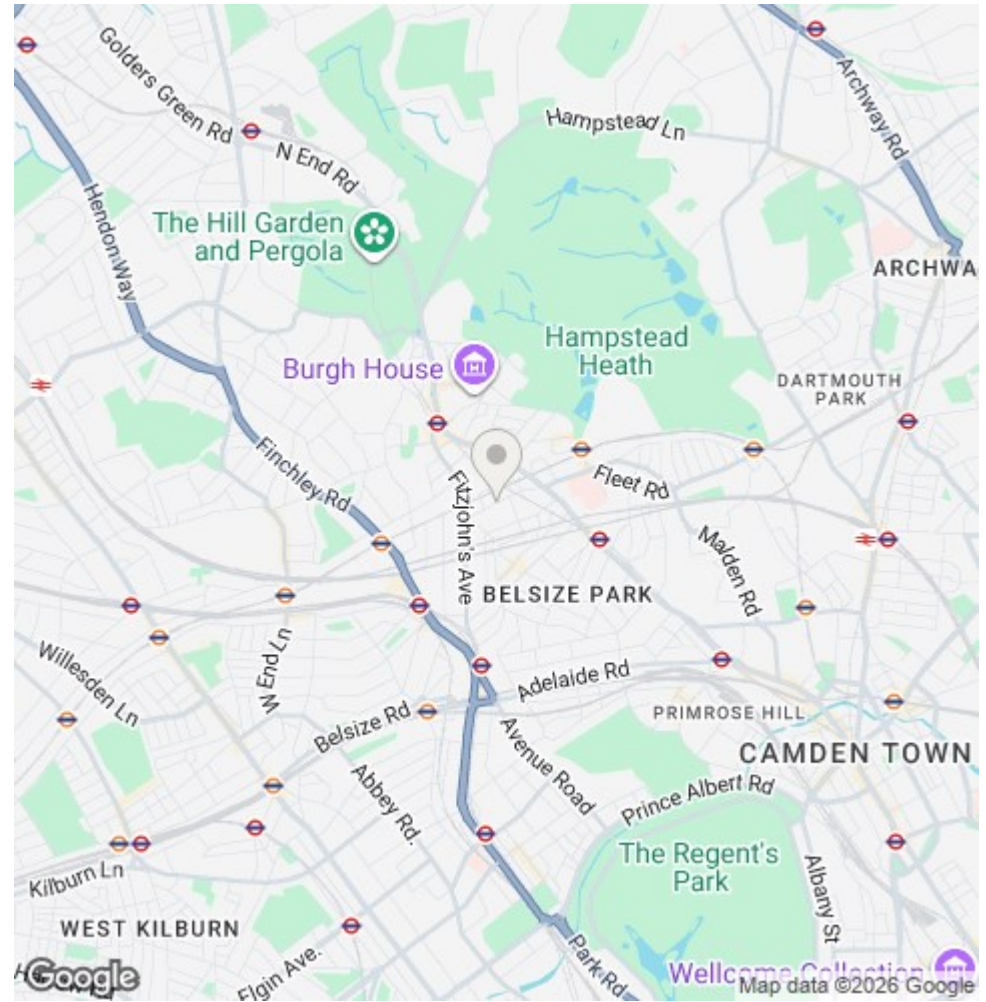 Golders Green Rd
N End Rd
Hampstead Ln
Archway Rd
Hendon Way
The Hill Garden
and Pergola
ARCHWA
Hampstead
Heath
Burgh House
DARTMOUTH
PARK
Finchley Rd
Fitzjohn's Ave
Fleet Rd
Malden Rd
BELSIZE PARK
W End Ln
Willesden Ln
Adelaide Rd
Belsize Rd
PRIMROSE HILL
Avenue Road
CAMDEN TOWN
Abbey Rd.
Prince Albert Rd
The Regent's
Park
Albany St
Kilburn Ln
WEST KILBURN
Elgin Ave.
Park Rd
Wellcome Collection
Google
Map data ©2026 Google